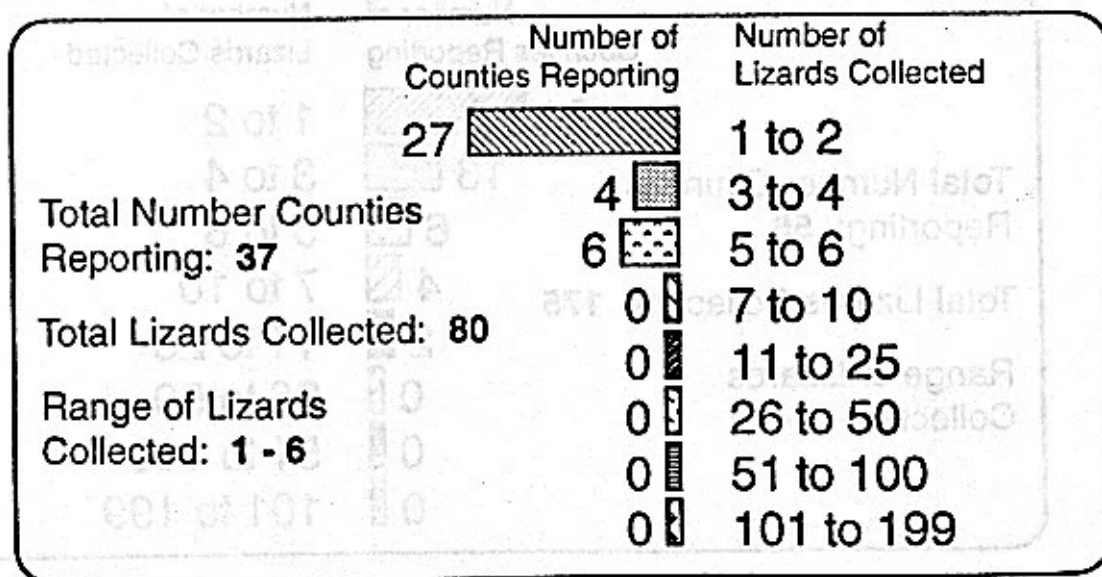 Number of Counties Reporting
Number of Lizards Collected
27 1 to 2
4 3 to 4
6 5 to 6
0 7 to 10
0 11 to 25
0 26 to 50
0 51 to 100
0 101 to 199
Total Number Counties
Reporting: 37
Total Lizards Collected: 80
Range of Lizards
Collected: 1 - 6